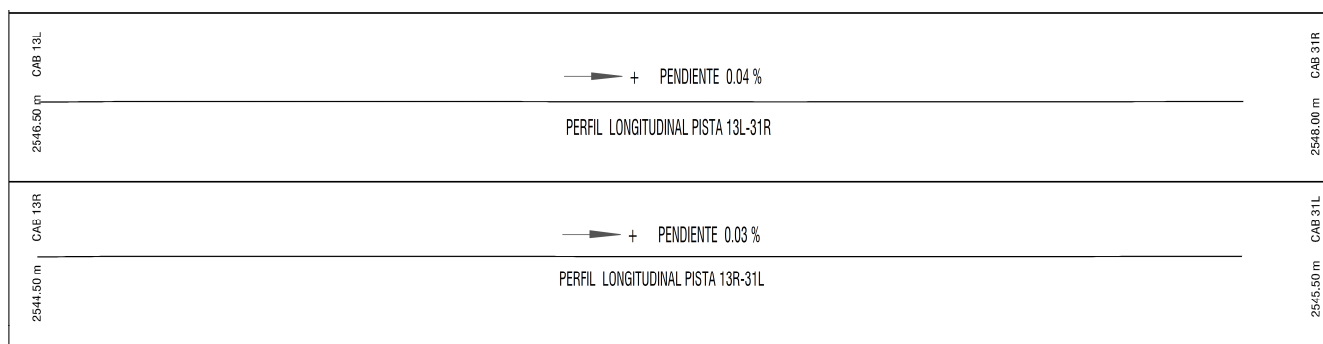 CAB 13L
2546.50 m
+ PENDIENTE 0.04 %
PERFIL LONGITUDINAL PISTA 13L-31R
CAB 31R
2548.00 m
CAB 13R
2544.50 m
+ PENDIENTE 0.03 %
PERFIL LONGITUDINAL PISTA 13R-31L
CAB 31L
2545.50 m